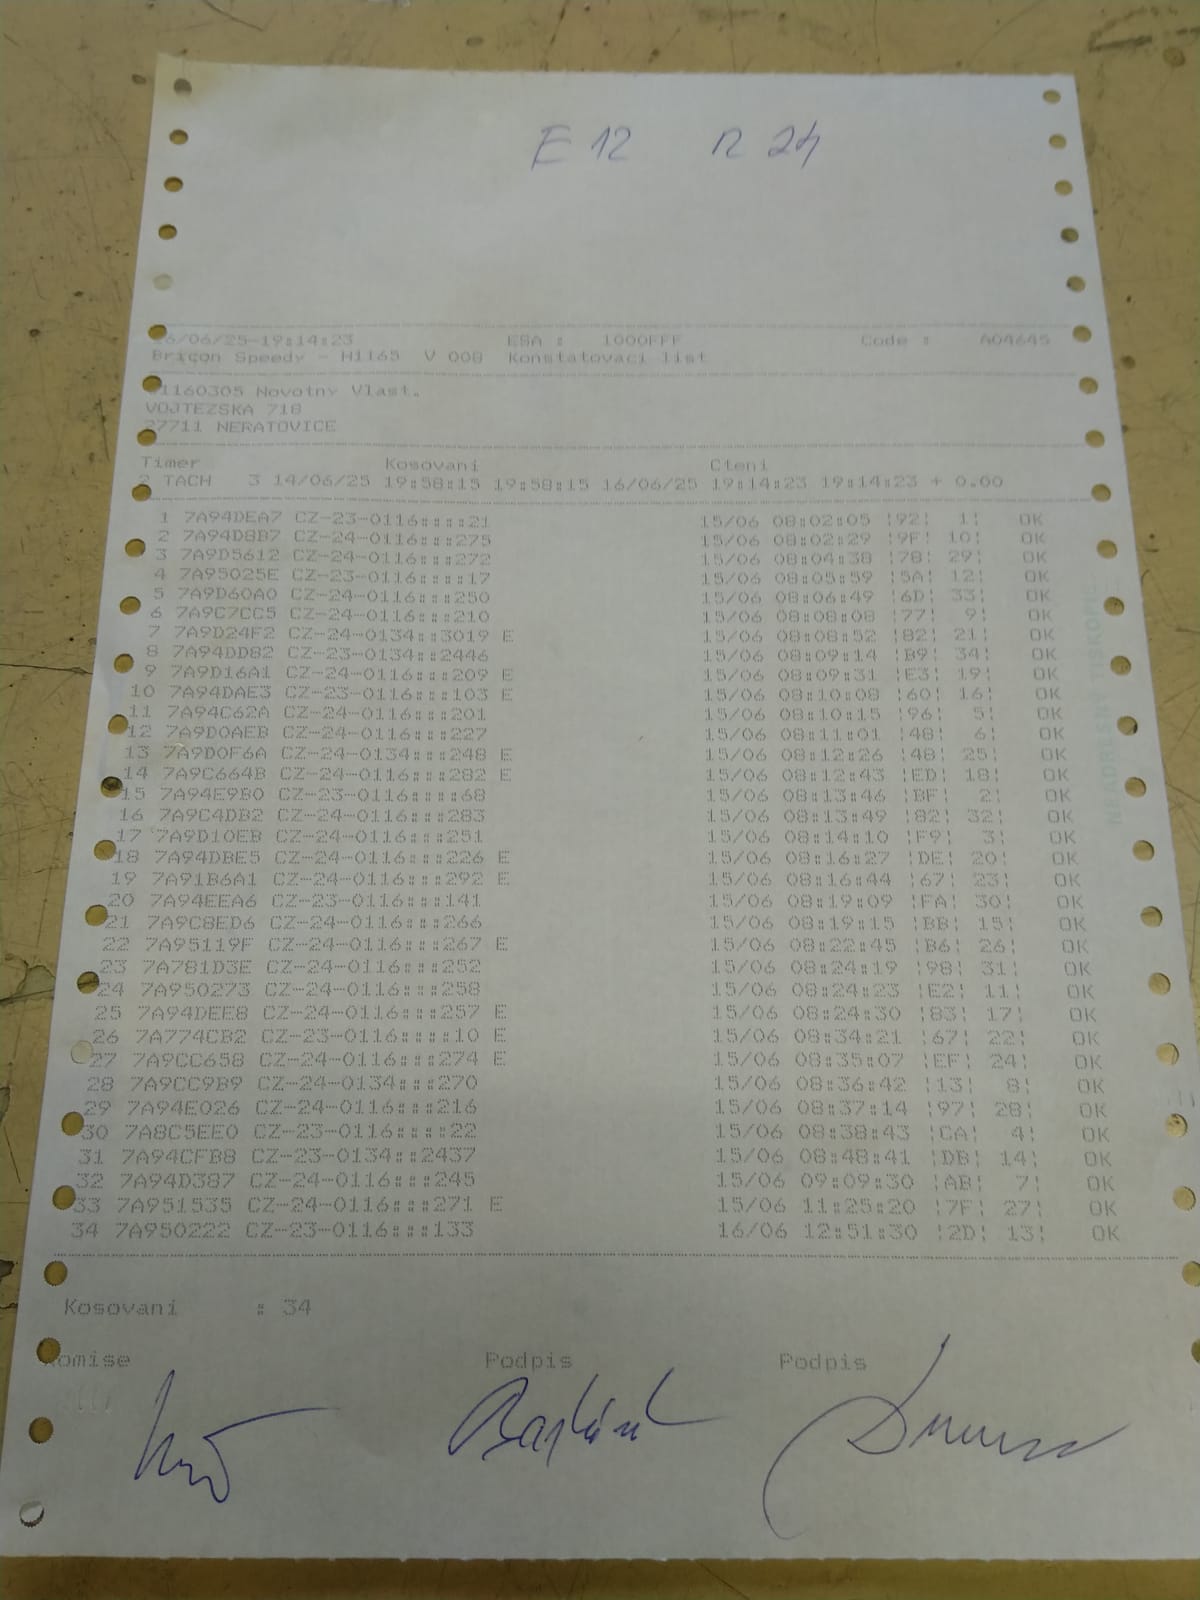 E 12 R 24
16/06/25-19:14:23 ESA : 1000FFF Code : A04645
Bricon Speedy - H1165 V 008 Konstatovaci list
01160305 Novotny Vlast.
VOJTEZSKA 718
27711 NERATOVICE
Timer Kosovani Cteni
2 TACH 3 14/06/25 19:58:15 19:58:15 16/06/25 19:14:23 19:14:23 + 0.00
1 7A94DEA7 CZ-23-0116::::21 15/06 08:02:05 ¦92¦ 1¦ OK
2 7A94D8B7 CZ-24-0116:::275 15/06 08:02:29 ¦9F¦ 10¦ OK
3 7A9D5612 CZ-24-0116:::272 15/06 08:04:38 ¦78¦ 29¦ OK
4 7A95025E CZ-23-0116::::17 15/06 08:05:59 ¦5A¦ 12¦ OK
5 7A9D60A0 CZ-24-0116:::250 15/06 08:06:49 ¦6D¦ 33¦ OK
6 7A9C7CC5 CZ-24-0116:::210 15/06 08:08:08 ¦77¦ 9¦ OK
7 7A9D24F2 CZ-24-0134::3019 E 15/06 08:08:52 ¦82¦ 21¦ OK
8 7A94DD82 CZ-23-0134::2446 15/06 08:09:14 ¦B9¦ 34¦ OK
9 7A9D16A1 CZ-24-0116:::209 E 15/06 08:09:31 ¦E3¦ 19¦ OK
10 7A94DAE3 CZ-23-0116:::103 E 15/06 08:10:08 ¦60¦ 16¦ OK
11 7A94C62A CZ-24-0116:::201 15/06 08:10:15 ¦96¦ 5¦ OK
12 7A9D0AEB CZ-24-0116:::227 15/06 08:11:01 ¦48¦ 6¦ OK
13 7A9D0F6A CZ-24-0134:::248 E 15/06 08:12:26 ¦4B¦ 25¦ OK
14 7A9C664B CZ-24-0116:::282 E 15/06 08:12:43 ¦ED¦ 18¦ OK
15 7A94E9B0 CZ-23-0116::::68 15/06 08:13:46 ¦BF¦ 2¦ OK
16 7A9C4DB2 CZ-24-0116:::283 15/06 08:13:49 ¦82¦ 32¦ OK
17 7A9D10EB CZ-24-0116:::251 15/06 08:14:10 ¦F9¦ 3¦ OK
18 7A94DBE5 CZ-24-0116:::226 E 15/06 08:16:27 ¦DE¦ 20¦ OK
19 7A91B6A1 CZ-24-0116:::292 E 15/06 08:16:44 ¦67¦ 23¦ OK
20 7A94EEA6 CZ-23-0116:::141 15/06 08:19:09 ¦FA¦ 30¦ OK
21 7A9C8ED6 CZ-24-0116:::266 15/06 08:19:15 ¦BB¦ 15¦ OK
22 7A95119F CZ-24-0116:::267 E 15/06 08:22:45 ¦B6¦ 26¦ OK
23 7A781D3E CZ-24-0116:::252 15/06 08:24:19 ¦98¦ 31¦ OK
24 7A950273 CZ-24-0116:::258 15/06 08:24:23 ¦E2¦ 11¦ OK
25 7A94DEE8 CZ-24-0116:::257 E 15/06 08:24:30 ¦83¦ 17¦ OK
26 7A774CB2 CZ-23-0116::::10 E 15/06 08:34:21 ¦67¦ 22¦ OK
27 7A9CC658 CZ-24-0116:::274 E 15/06 08:35:07 ¦EF¦ 24¦ OK
28 7A9CC9B9 CZ-24-0134:::270 15/06 08:36:42 ¦13¦ 8¦ OK
29 7A94E026 CZ-24-0116:::216 15/06 08:37:14 ¦97¦ 28¦ OK
30 7A8C5EE0 CZ-23-0116::::22 15/06 08:38:43 ¦CA¦ 4¦ OK
31 7A94CFB8 CZ-23-0134::2437 15/06 08:48:41 ¦DB¦ 14¦ OK
32 7A94D387 CZ-24-0116:::245 15/06 09:09:30 ¦AB¦ 7¦ OK
33 7A951535 CZ-24-0116:::271 E 15/06 11:25:20 ¦7F¦ 27¦ OK
34 7A950222 CZ-23-0116:::133 16/06 12:51:30 ¦2D¦ 13¦ OK
Kosovani : 34
Komise Podpis Podpis